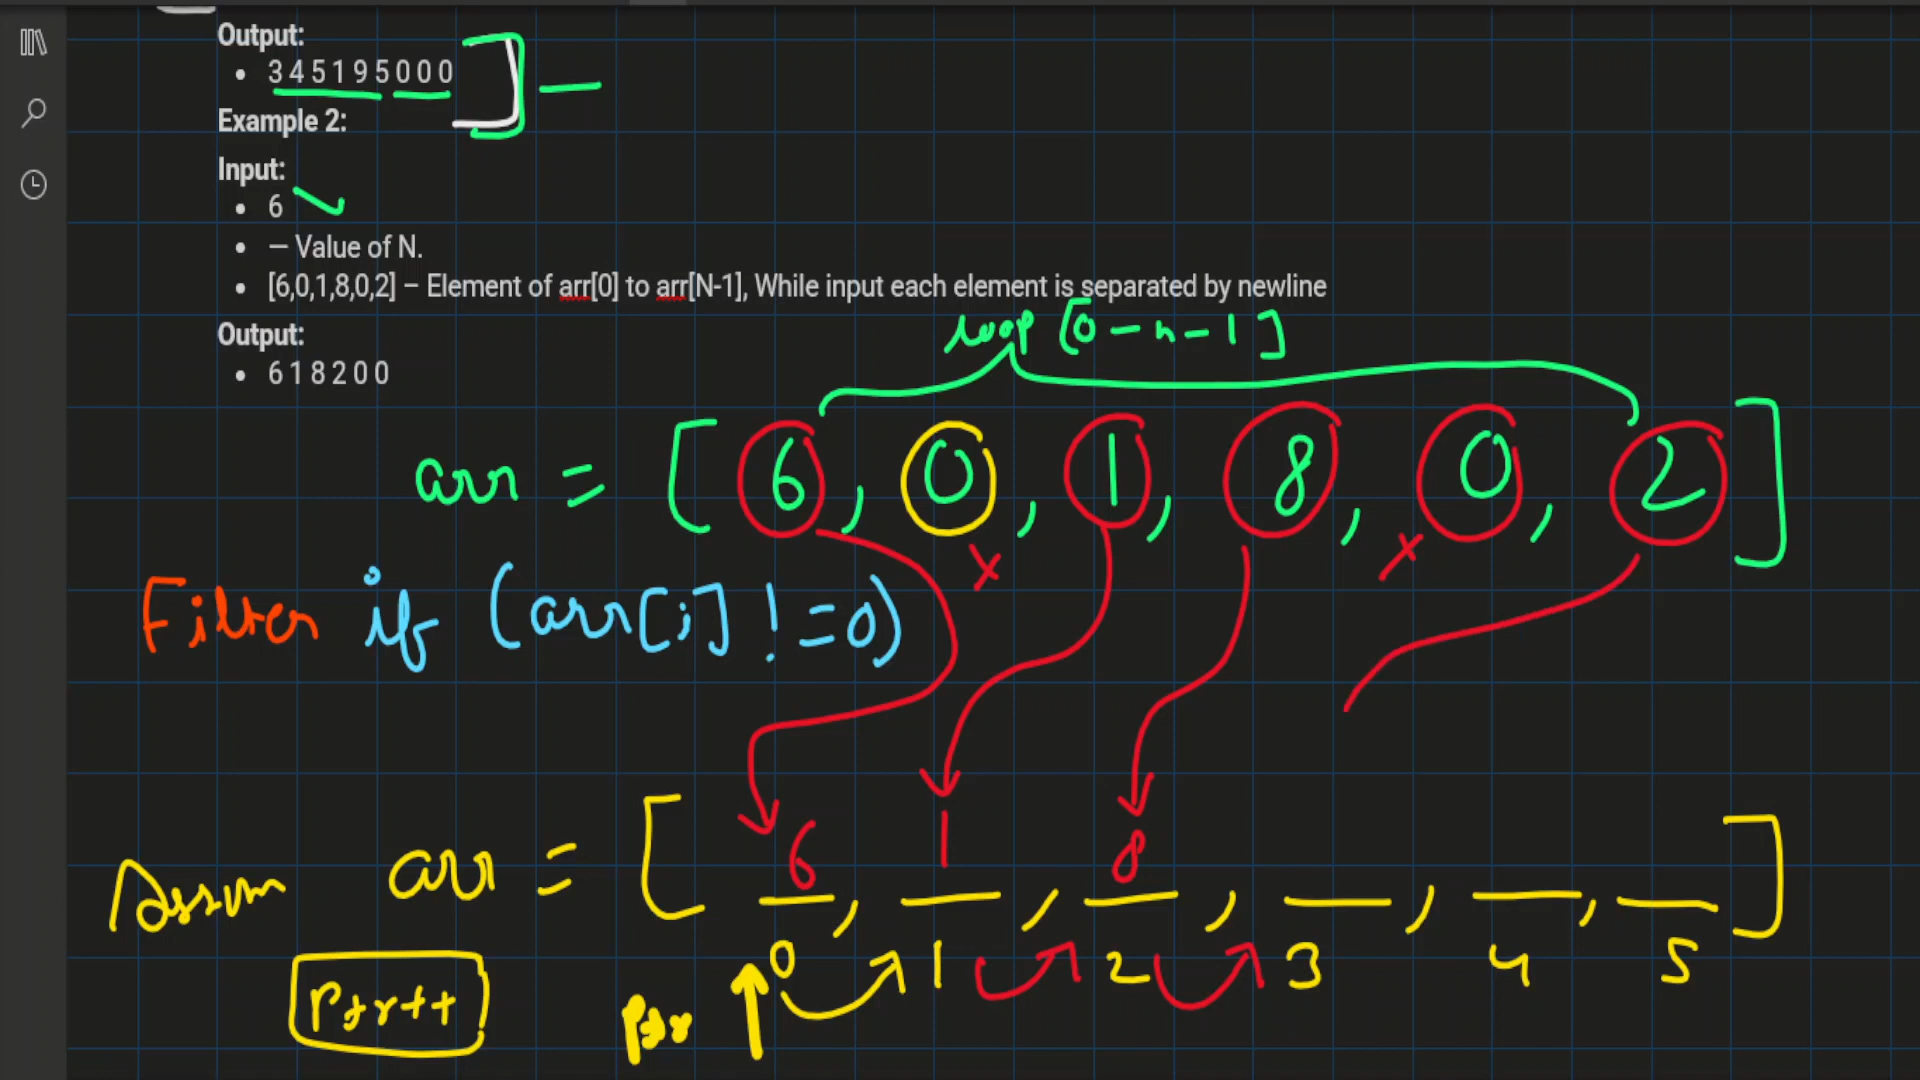 Output:
• 3 4 5 1 9 5 0 0 0
Example 2:
Input:
• 6
• – Value of N.
• [6,0,1,8,0,2] – Element of arr[0] to arr[N-1], While input each element is separated by newline
Output:
• 6 1 8 2 0 0
loop [0 - n - 1]
arr = [ 6 , 0 , 1 , 8 , 0 , 2 ]
x x
Filter if (arr[i] != 0)
6 1 8
Assum arr = [ _ , _ , _ , _ , _ , _ ]
0 1 2 3 4 5
Ptr++ Ptr